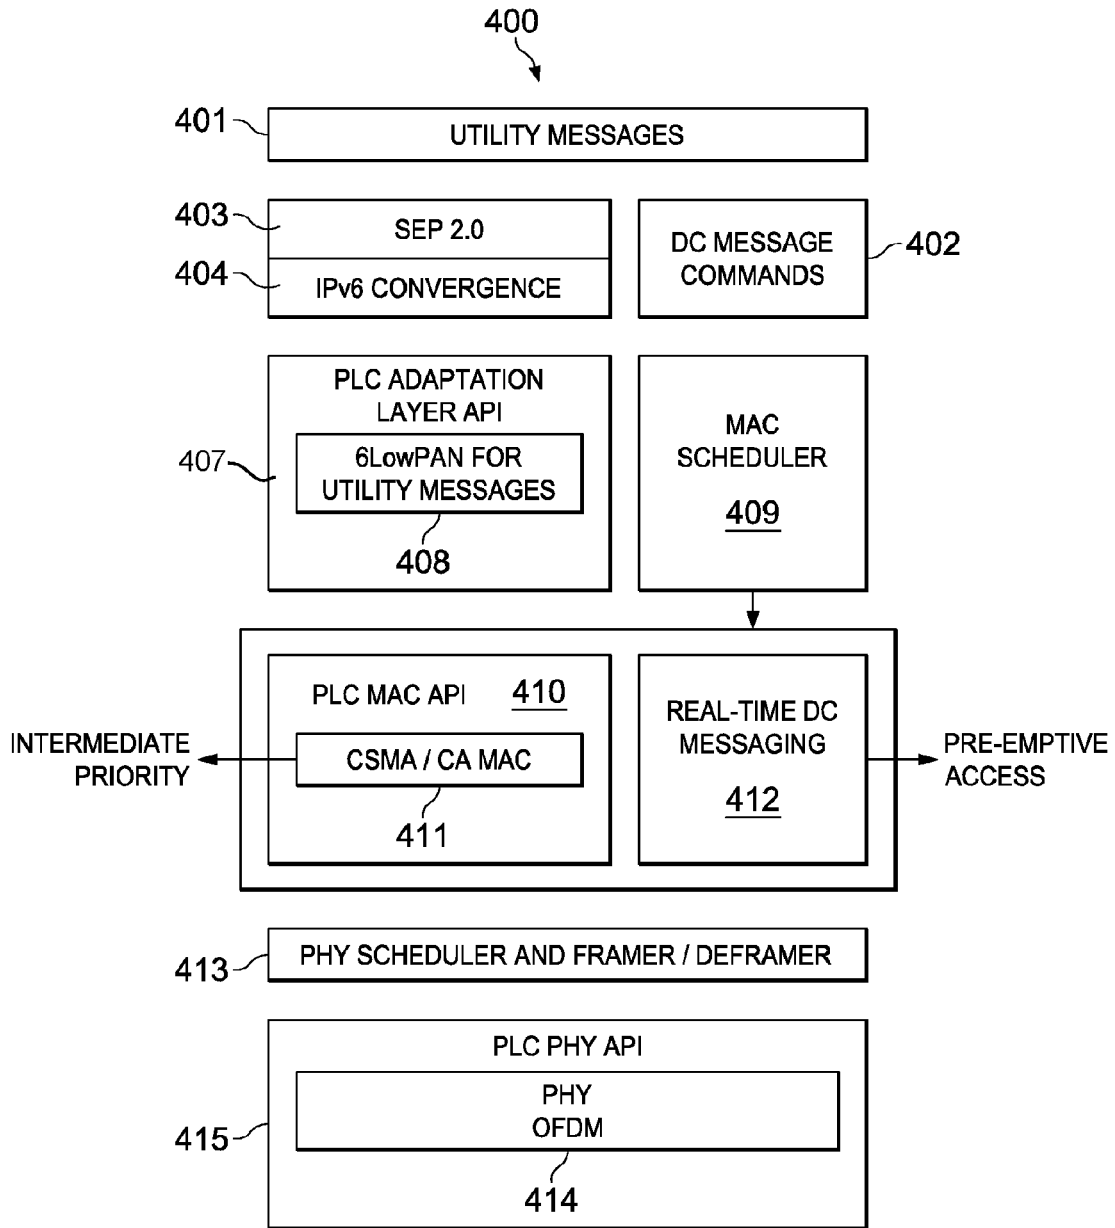 400
401
UTILITY MESSAGES
403
SEP 2.0
404
IPv6 CONVERGENCE
DC MESSAGE
COMMANDS
402
PLC ADAPTATION
LAYER API
407
6LowPAN FOR
UTILITY MESSAGES
408
MAC
SCHEDULER
409
PLC MAC API
410
CSMA / CA MAC
411
INTERMEDIATE
PRIORITY
REAL-TIME DC
MESSAGING
412
PRE-EMPTIVE
ACCESS
413
PHY SCHEDULER AND FRAMER / DEFRAMER
PLC PHY API
PHY
OFDM
415
414